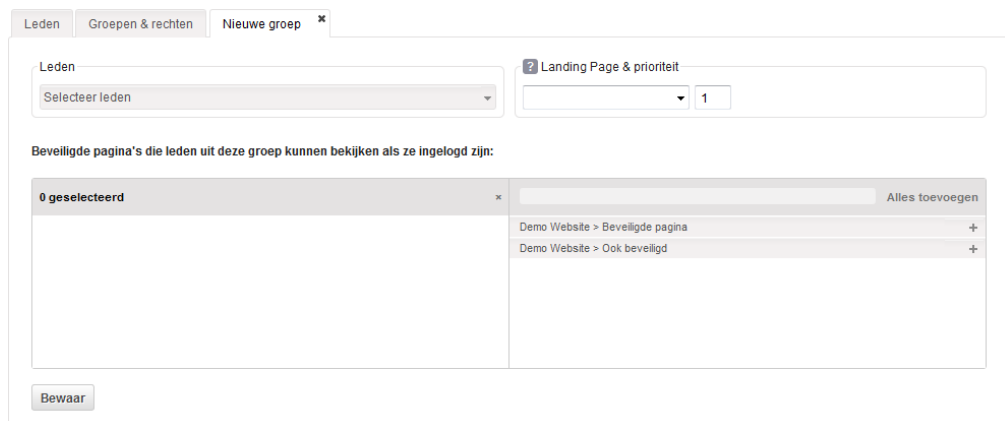 Leden Groepen & rechten Nieuwe groep ×
Leden ? Landing Page & prioriteit
Selecteer leden 1
Beveiligde pagina's die leden uit deze groep kunnen bekijken als ze ingelogd zijn:
0 geselecteerd × Alles toevoegen
Demo Website > Beveiligde pagina +
Demo Website > Ook beveiligd +
Bewaar